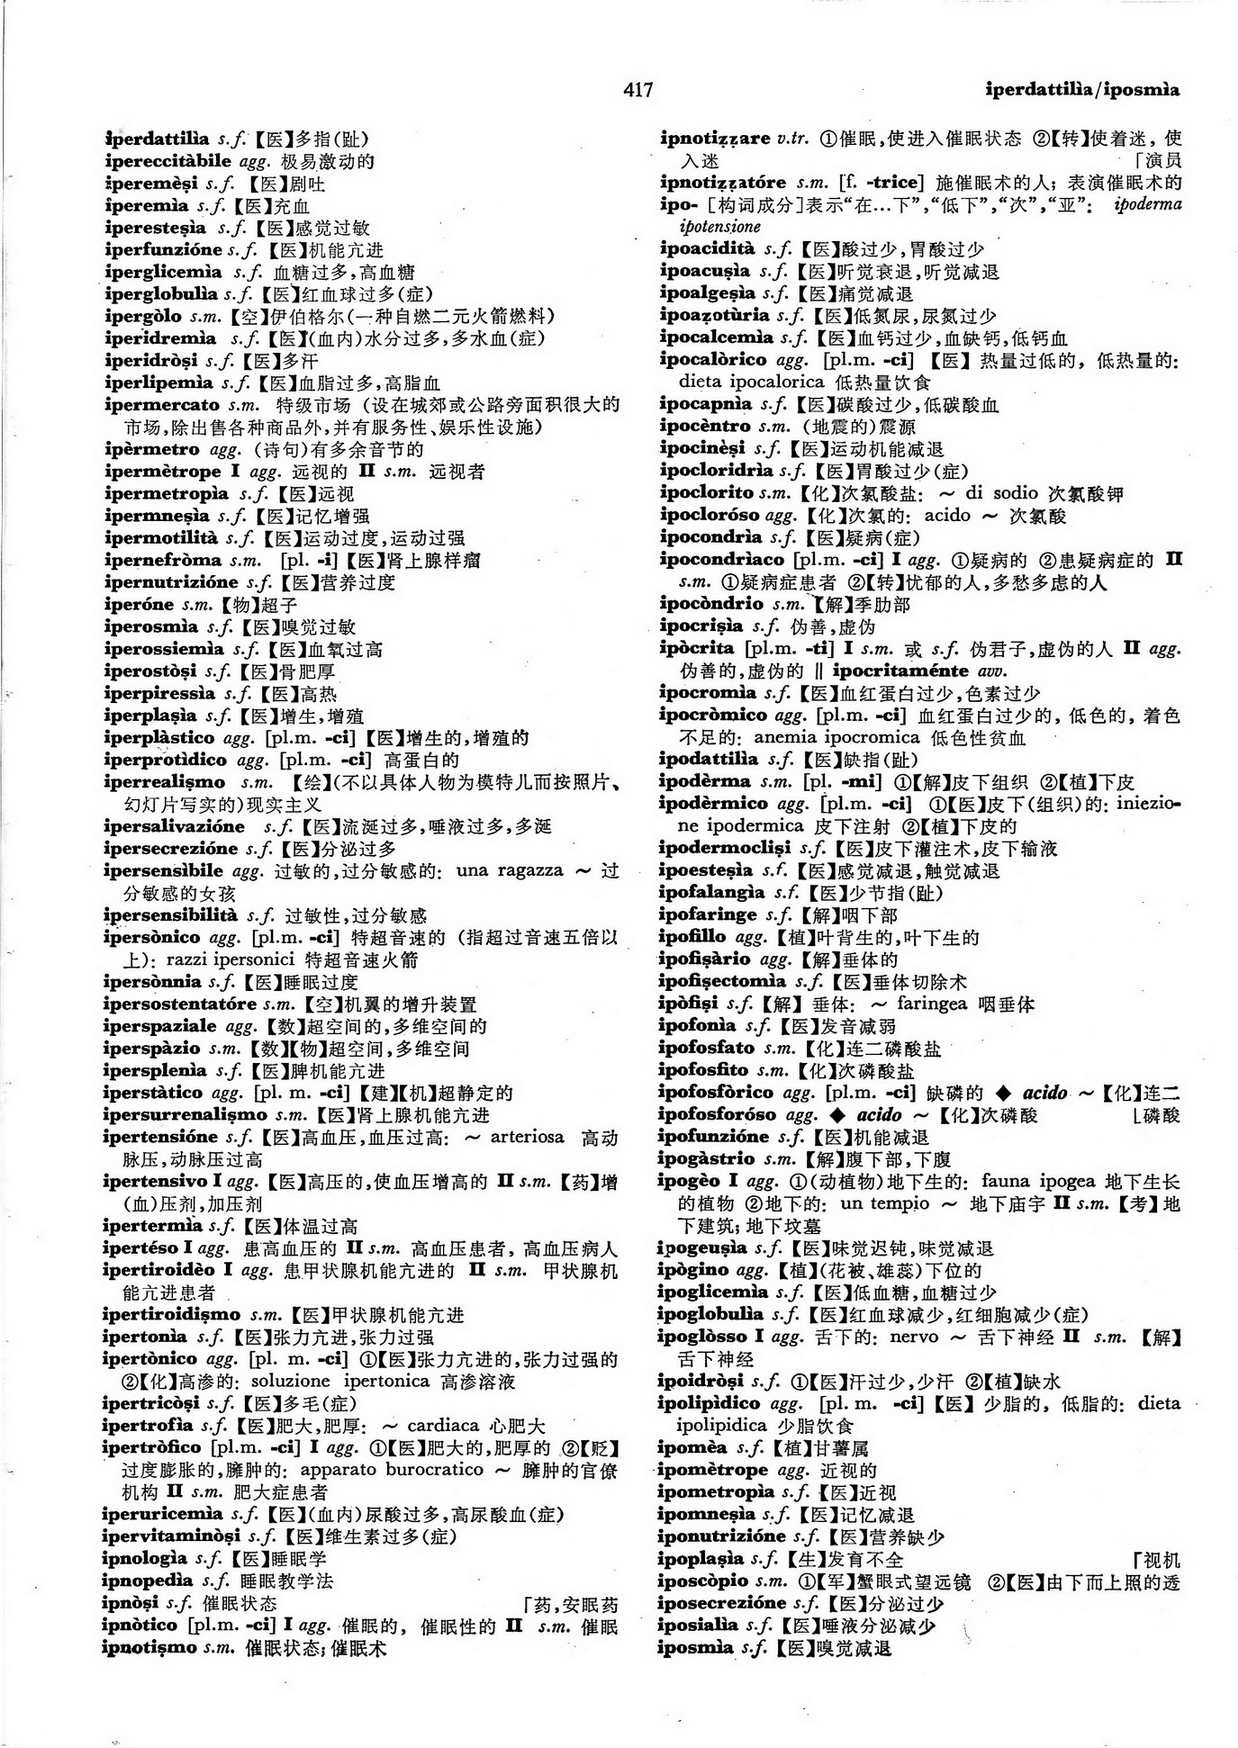 417
iperdattilìa/iposmìa
iperdattilìa s.f.【医】多指(趾)
ipereccitàbile agg. 极易激动的
iperemèṣi s.f.【医】剧吐
iperemìa s.f.【医】充血
iperesteṣìa s.f.【医】感觉过敏
iperfunzióne s.f.【医】机能亢进
iperglicemìa s.f. 血糖过多,高血糖
iperglobulìa s.f.【医】红血球过多(症)
ipergòlo s.m.【空】伊伯格尔(一种自燃二元火箭燃料)
iperidremìa s.f.【医】(血内)水分过多,多水血(症)
iperidròṣi s.f.【医】多汗
iperlipemìa s.f.【医】血脂过多,高脂血
ipermercato s.m. 特级市场 (设在城郊或公路旁面积很大的
市场,除出售各种商品外,并有服务性、娱乐性设施)
ipèrmetro agg. (诗句)有多余音节的
ipermètrope I agg. 远视的 II s.m. 远视者
ipermetropìa s.f.【医】远视
ipermneṣìa s.f.【医】记忆增强
ipermotilità s.f.【医】运动过度,运动过强
ipernefròma s.m. [pl. -i]【医】肾上腺样瘤
ipernutrizióne s.f.【医】营养过度
iperóne s.m.【物】超子
iperosmìa s.f.【医】嗅觉过敏
iperossiemìa s.f.【医】血氧过高
iperostòṣi s.f.【医】骨肥厚
iperpiressìa s.f.【医】高热
iperplaṣìa s.f.【医】增生,增殖
iperplàstico agg. [pl.m. -ci]【医】增生的,增殖的
iperprotìdico agg. [pl.m. -ci] 高蛋白的
iperrealiṣmo s.m. 【绘】(不以具体人物为模特儿而按照片、
幻灯片写实的)现实主义
ipersalivazióne s.f.【医】流涎过多,唾液过多,多涎
ipersecrezióne s.f.【医】分泌过多
ipersensìbile agg. 过敏的,过分敏感的: una ragazza ～ 过
分敏感的女孩
ipersensibilità s.f. 过敏性,过分敏感
ipersònico agg. [pl.m. -ci] 特超音速的 (指超过音速五倍以
上): razzi ipersonici 特超音速火箭
ipersònnia s.f.【医】睡眠过度
ipersostentatóre s.m.【空】机翼的增升装置
iperspaziale agg.【数】超空间的,多维空间的
iperspàzio s.m.【数】【物】超空间,多维空间
ipersplenìa s.f.【医】脾机能亢进
iperstàtico agg. [pl. m. -ci]【建】【机】超静定的
ipersurrenaliṣmo s.m.【医】肾上腺机能亢进
ipertensióne s.f.【医】高血压,血压过高: ～ arteriosa 高动
脉压,动脉压过高
ipertensivo I agg.【医】高压的,使血压增高的 II s.m.【药】增
(血)压剂,加压剂
ipertermìa s.f.【医】体温过高
ipertéso I agg. 患高血压的 II s.m. 高血压患者, 高血压病人
ipertiroidèo I agg. 患甲状腺机能亢进的 II s.m. 甲状腺机
能亢进患者
ipertiroidiṣmo s.m.【医】甲状腺机能亢进
ipertonìa s.f.【医】张力亢进,张力过强
ipertònico agg. [pl. m. -ci] ①【医】张力亢进的,张力过强的
②【化】高渗的: soluzione ipertonica 高渗溶液
ipertricòṣi s.f.【医】多毛(症)
ipertrofìa s.f.【医】肥大,肥厚: ～ cardiaca 心肥大
ipertròfico [pl.m. -ci] I agg. ①【医】肥大的,肥厚的 ②【贬】
过度膨胀的,臃肿的: apparato burocratico ～ 臃肿的官僚
机构 II s.m. 肥大症患者
iperuricemìa s.f.【医】(血内)尿酸过多,高尿酸血(症)
ipervitaminòṣi s.f.【医】维生素过多(症)
ipnologìa s.f.【医】睡眠学
ipnopedìa s.f. 睡眠教学法
ipnòṣi s.f. 催眠状态 「药,安眠药
ipnòtico [pl.m. -ci] I agg. 催眠的, 催眠性的 II s.m. 催眠
ipnotiṣmo s.m. 催眠状态;催眠术
ipnotiẓẓare v.tr. ①催眠,使进入催眠状态 ②【转】使着迷, 使
入迷 「演员
ipnotiẓẓatóre s.m. [f. -trice] 施催眠术的人; 表演催眠术的
ipo- [构词成分]表示“在…下”,“低下”,“次”,“亚”: ipoderma
ipotensione
ipoacidità s.f.【医】酸过少,胃酸过少
ipoacuṣìa s.f.【医】听觉衰退,听觉减退
ipoalgeṣìa s.f.【医】痛觉减退
ipoaẓotùria s.f.【医】低氮尿,尿氮过少
ipocalcemìa s.f.【医】血钙过少,血缺钙,低钙血
ipocalòrico agg. [pl.m. -ci]【医】热量过低的, 低热量的:
dieta ipocalorica 低热量饮食
ipocapnìa s.f.【医】碳酸过少,低碳酸血
ipocèntro s.m. (地震的)震源
ipocinèṣi s.f.【医】运动机能减退
ipocloridrìa s.f.【医】胃酸过少(症)
ipoclorito s.m.【化】次氯酸盐: ～ di sodio 次氯酸钾
ipocloróso agg.【化】次氯的: acido ～ 次氯酸
ipocondrìa s.f.【医】疑病(症)
ipocondrìaco [pl.m. -ci] I agg. ①疑病的 ②患疑病症的 II
s.m. ①疑病症患者 ②【转】忧郁的人,多愁多虑的人
ipocòndrio s.m.【解】季肋部
ipocriṣìa s.f. 伪善,虚伪
ipòcrita [pl.m. -ti] I s.m. 或 s.f. 伪君子,虚伪的人 II agg.
伪善的,虚伪的 ‖ ipocritaménte avv.
ipocromìa s.f.【医】血红蛋白过少,色素过少
ipocròmico agg. [pl.m. -ci] 血红蛋白过少的, 低色的, 着色
不足的: anemia ipocromica 低色性贫血
ipodattilìa s.f.【医】缺指(趾)
ipodèrma s.m. [pl. -mi] ①【解】皮下组织 ②【植】下皮
ipodèrmico agg. [pl.m. -ci] ①【医】皮下(组织)的: iniezio-
ne ipodermica 皮下注射 ②【植】下皮的
ipodermocliṣi s.f.【医】皮下灌注术,皮下输液
ipoesteṣìa s.f.【医】感觉减退,触觉减退
ipofalangìa s.f.【医】少节指(趾)
ipofaringe s.f.【解】咽下部
ipofillo agg.【植】叶背生的,叶下生的
ipofiṣàrio agg.【解】垂体的
ipofiṣectomìa s.f.【医】垂体切除术
ipòfiṣi s.f.【解】垂体: ～ faringea 咽垂体
ipofonìa s.f.【医】发音减弱
ipofosfato s.m.【化】连二磷酸盐
ipofosfito s.m.【化】次磷酸盐
ipofosfòrico agg. [pl.m. -ci] 缺磷的 ◆ acido ～【化】连二
ipofosforóso agg. ◆ acido ～【化】次磷酸 ⌊磷酸
ipofunzióne s.f.【医】机能减退
ipogàstrio s.m.【解】腹下部,下腹
ipogèo I agg. ①(动植物)地下生的: fauna ipogea 地下生长
的植物 ②地下的: un tempio ～ 地下庙宇 II s.m.【考】地
下建筑; 地下坟墓
ipogeuṣìa s.f.【医】味觉迟钝,味觉减退
ipògino agg.【植】(花被、雄蕊)下位的
ipoglicemìa s.f.【医】低血糖,血糖过少
ipoglobulìa s.f.【医】红血球减少,红细胞减少(症)
ipoglòsso I agg. 舌下的: nervo ～ 舌下神经 II s.m. 【解】
舌下神经
ipoidròṣi s.f. ①【医】汗过少,少汗 ②【植】缺水
ipolipìdico agg. [pl. m. -ci]【医】少脂的, 低脂的: dieta
ipolipidica 少脂饮食
ipomèa s.f.【植】甘薯属
ipomètrope agg. 近视的
ipometropìa s.f.【医】近视
ipomneṣìa s.f.【医】记忆减退
iponutrizióne s.f.【医】营养缺少
ipoplaṣìa s.f.【生】发育不全 「视机
iposcòpio s.m. ①【军】蟹眼式望远镜 ②【医】由下而上照的透
iposecrezióne s.f.【医】分泌过少
iposialìa s.f.【医】唾液分泌减少
iposmìa s.f.【医】嗅觉减退